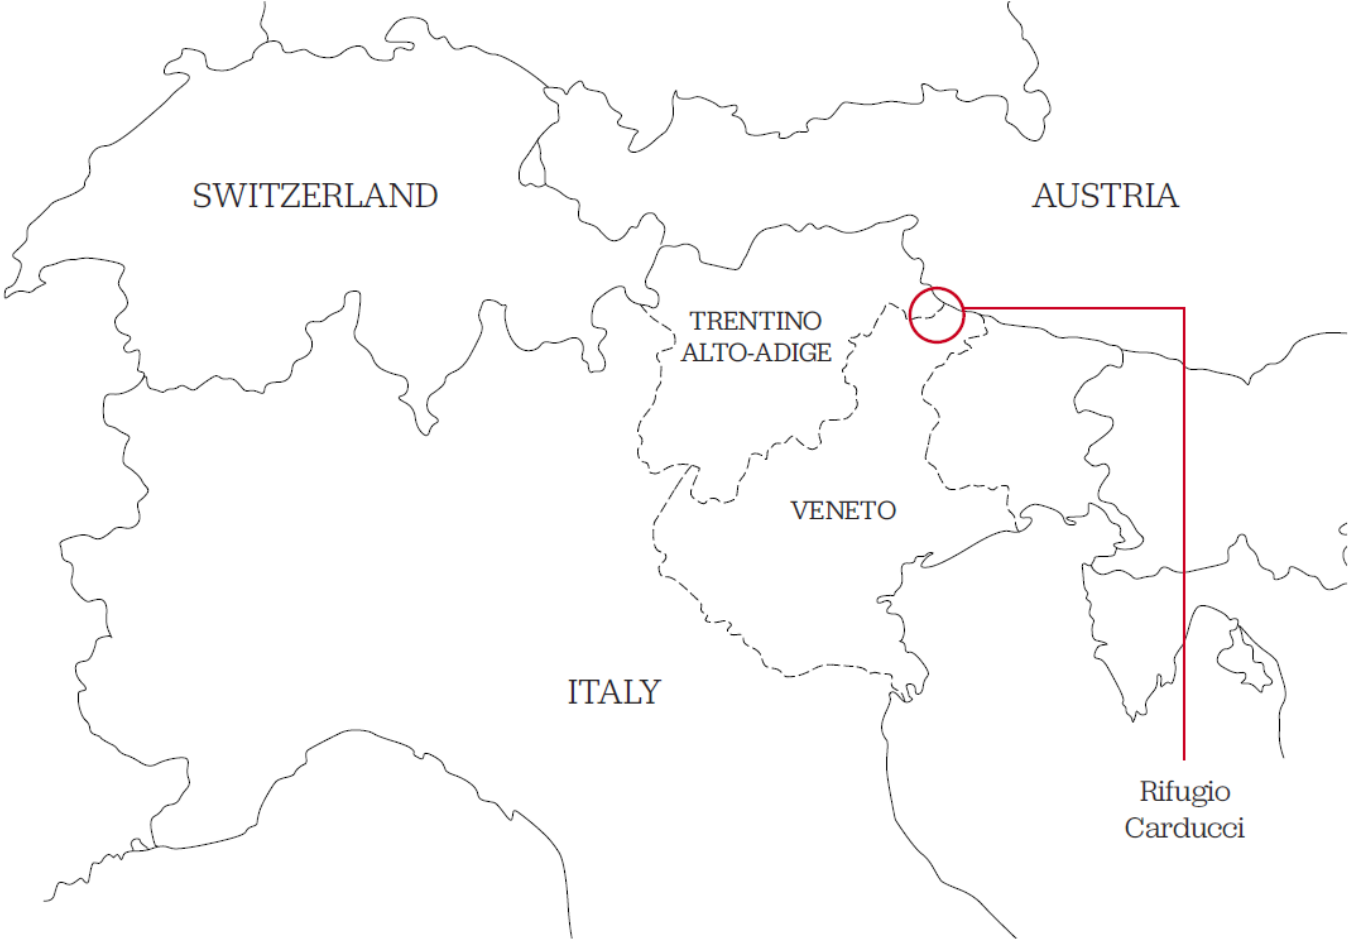 SWITZERLAND
AUSTRIA
TRENTINO
ALTO-ADIGE
VENETO
ITALY
Rifugio
Carducci